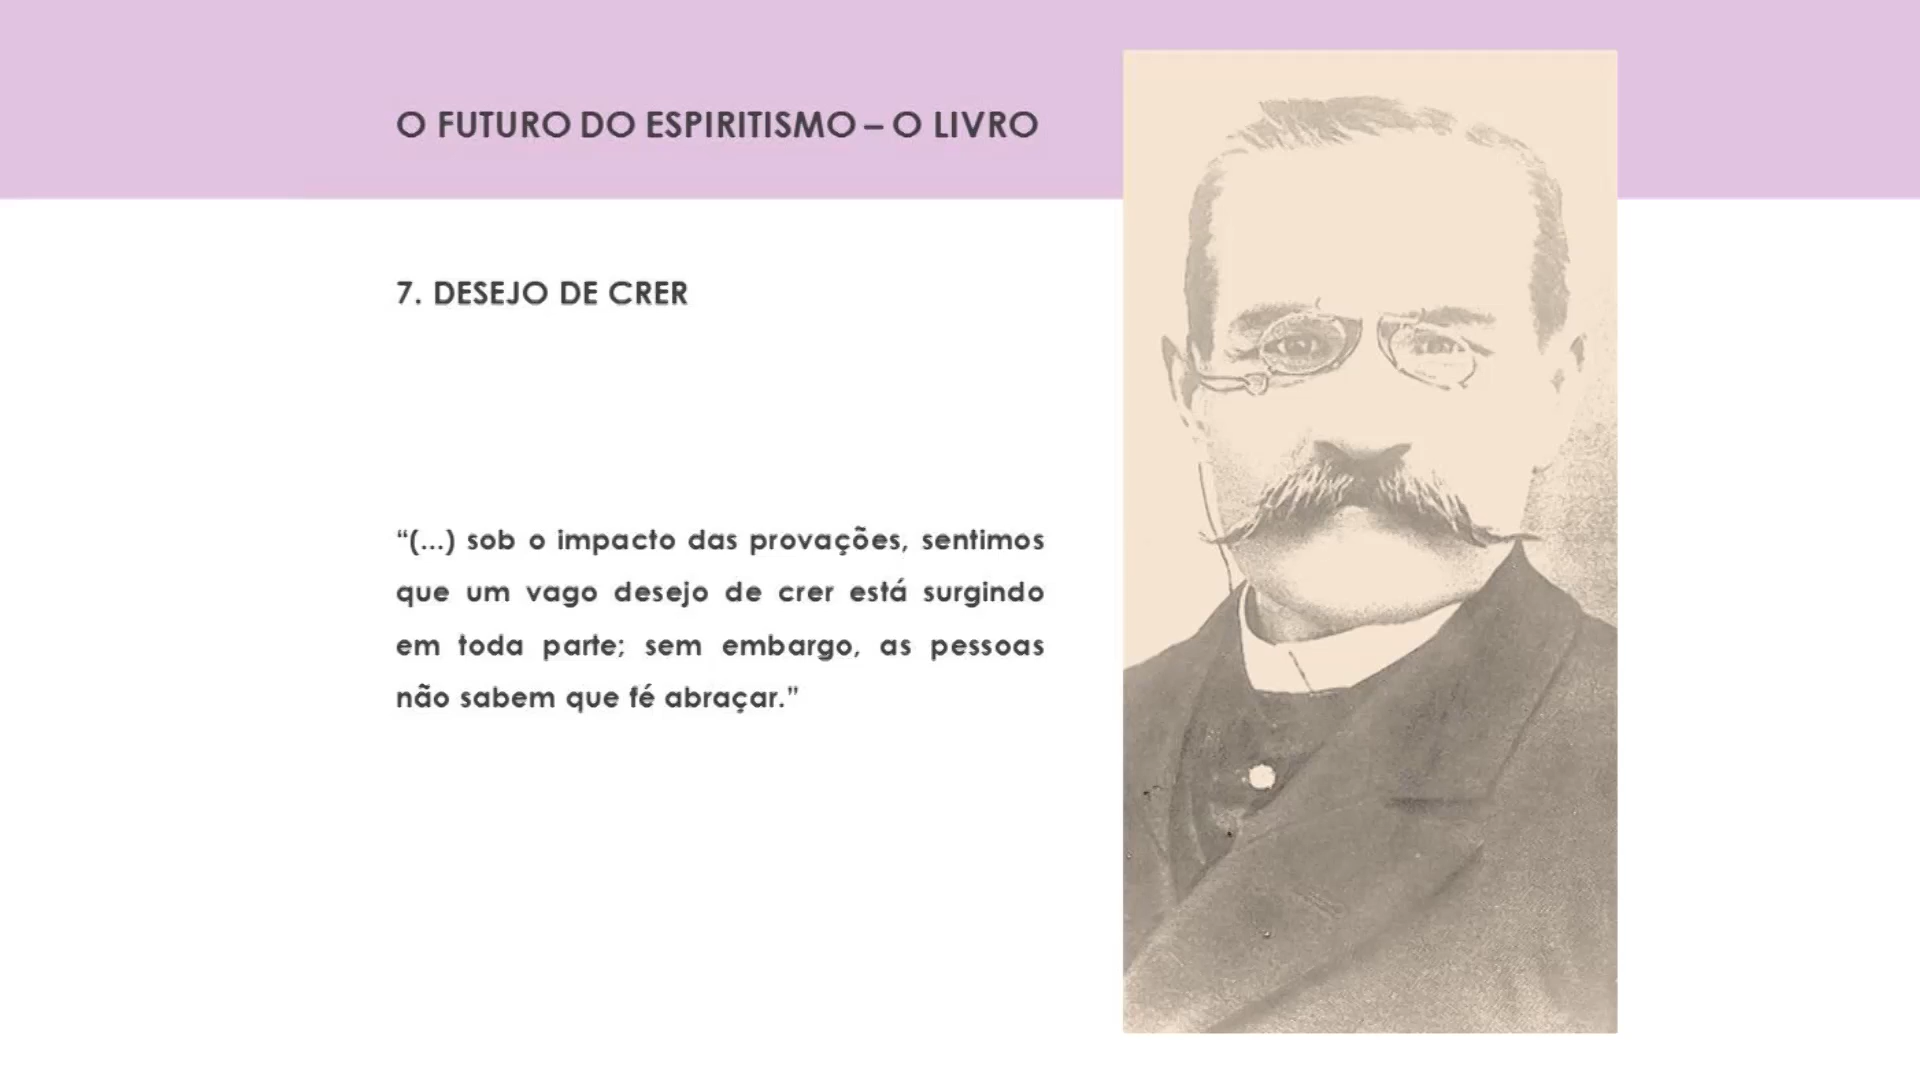 O FUTURO DO ESPIRITISMO – O LIVRO
7. DESEJO DE CRER
“(...) sob o impacto das provações, sentimos
que um vago desejo de crer está surgindo
em toda parte; sem embargo, as pessoas
não sabem que fé abraçar.”